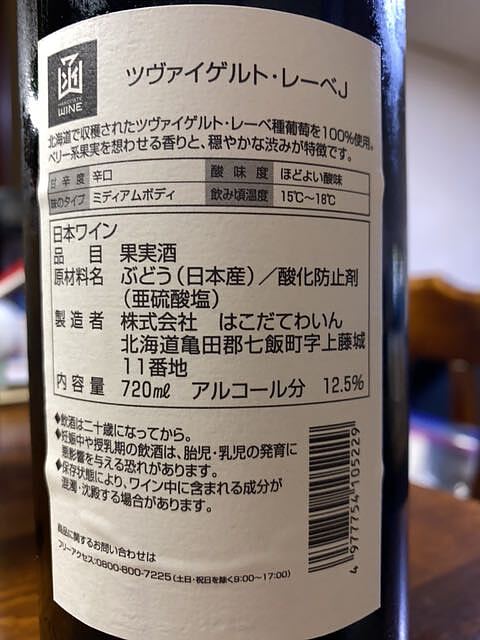 函
HAKODATE
WINE
ツヴァイゲルト・レーベJ
北海道で収穫されたツヴァイゲルト・レーベ種葡萄を100%使用。
ベリー系果実を想わせる香りと、穏やかな渋みが特徴です。
甘辛度 辛口 酸味度 ほどよい酸味
味のタイプ ミディアムボディ 飲み頃温度 15℃〜18℃
日本ワイン
品目 果実酒
原材料名 ぶどう(日本産)/酸化防止剤
(亜硫酸塩)
製造者 株式会社 はこだてわいん
北海道亀田郡七飯町字上藤城
11番地
内容量 720mℓ アルコール分 12.5%
◆飲酒は二十歳になってから。
◆妊娠中や授乳期の飲酒は、胎児・乳児の発育に
悪影響を与える恐れがあります。
◆保存状態により、ワイン中に含まれる成分が
混濁・沈殿する場合があります。
商品に関するお問い合わせは
フリーアクセス:0800-800-7225(土日・祝日を除く9:00〜17:00)
4 977754 105229